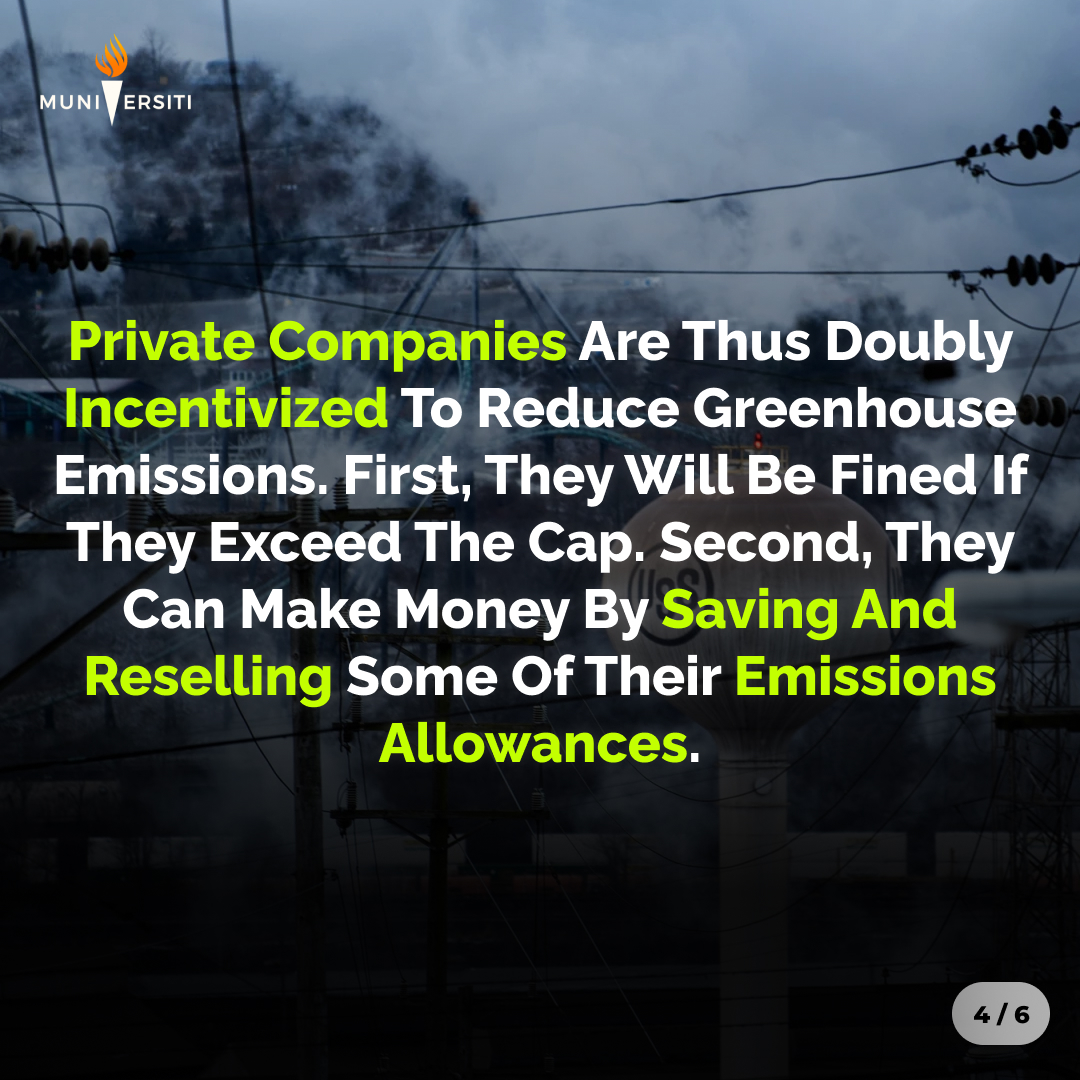 MUNIVERSITI
Private Companies Are Thus Doubly
Incentivized To Reduce Greenhouse
Emissions. First, They Will Be Fined If
They Exceed The Cap. Second, They
Can Make Money By Saving And
Reselling Some Of Their Emissions
Allowances.
USS
4 / 6